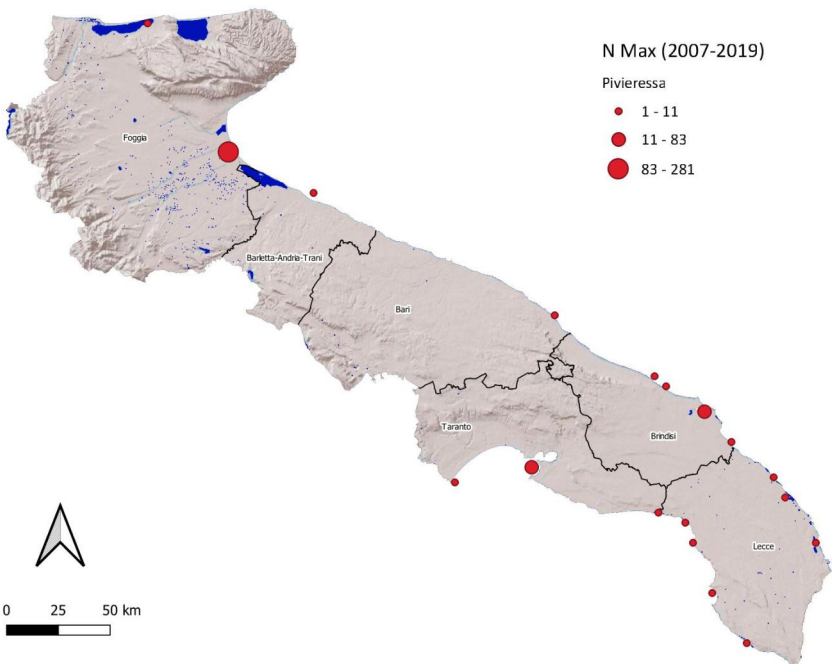 N Max (2007-2019)
Pivieressa
1 - 11
11 - 83
83 - 281
Foggia
Barletta-Andria-Trani
Bari
Taranto
Brindisi
Lecce
0 25 50 km